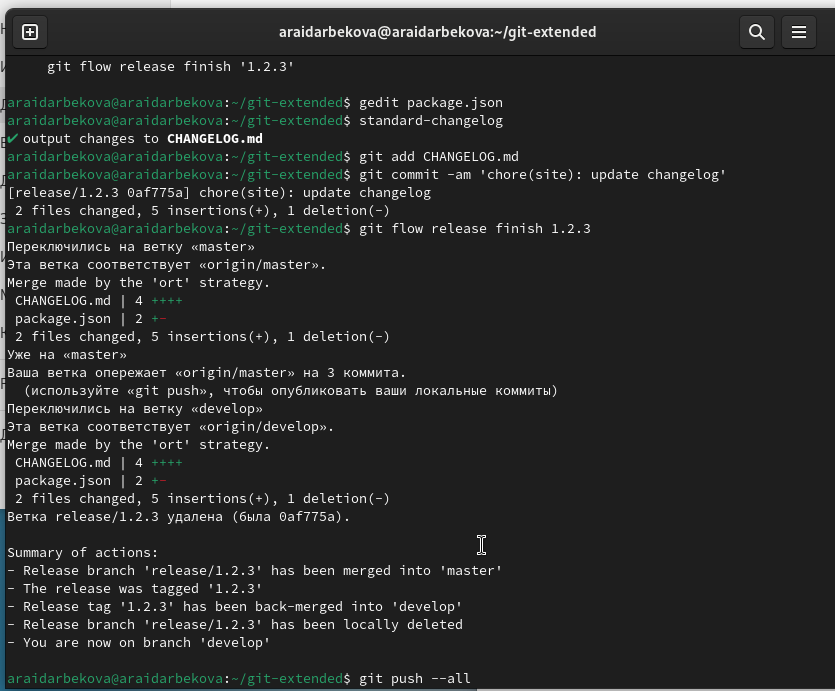 araidarbekova@araidarbekova:~/git-extended
git flow release finish '1.2.3'
araidarbekova@araidarbekova:~/git-extended$ gedit package.json
araidarbekova@araidarbekova:~/git-extended$ standard-changelog
✔ output changes to CHANGELOG.md
araidarbekova@araidarbekova:~/git-extended$ git add CHANGELOG.md
araidarbekova@araidarbekova:~/git-extended$ git commit -am 'chore(site): update changelog'
[release/1.2.3 0af775a] chore(site): update changelog
2 files changed, 5 insertions(+), 1 deletion(-)
araidarbekova@araidarbekova:~/git-extended$ git flow release finish 1.2.3
Переключились на ветку «master»
Эта ветка соответствует «origin/master».
Merge made by the 'ort' strategy.
CHANGELOG.md | 4 ++++
package.json | 2 +-
2 files changed, 5 insertions(+), 1 deletion(-)
Уже на «master»
Ваша ветка опережает «origin/master» на 3 коммита.
(используйте «git push», чтобы опубликовать ваши локальные коммиты)
Переключились на ветку «develop»
Эта ветка соответствует «origin/develop».
Merge made by the 'ort' strategy.
CHANGELOG.md | 4 ++++
package.json | 2 +-
2 files changed, 5 insertions(+), 1 deletion(-)
Ветка release/1.2.3 удалена (была 0af775a).
Summary of actions:
- Release branch 'release/1.2.3' has been merged into 'master'
- The release was tagged '1.2.3'
- Release tag '1.2.3' has been back-merged into 'develop'
- Release branch 'release/1.2.3' has been locally deleted
- You are now on branch 'develop'
araidarbekova@araidarbekova:~/git-extended$ git push --all